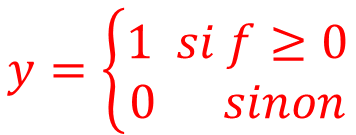 y = { 1 si f ≥ 0
0 sinon